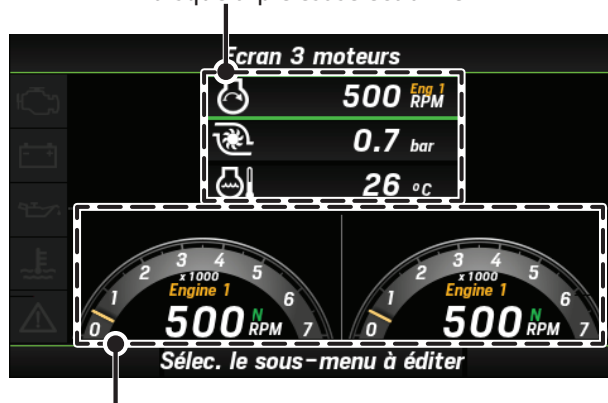 Ecran 3 moteurs
500 Eng 1 RPM
0.7 bar
26 °C
0 1 2 3 4 5 6 7
x 1000
Engine 1
500 N RPM
0 1 2 3 4 5 6 7
x 1000
Engine 1
500 N RPM
Sélec. le sous-menu à éditer